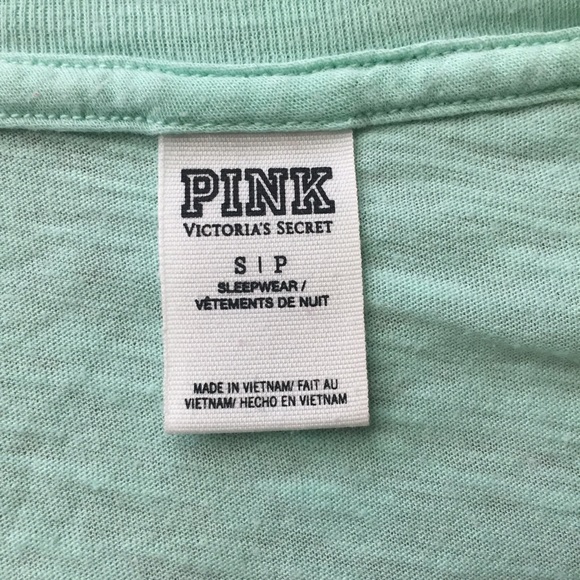 PINK
VICTORIA'S SECRET
S | P
SLEEPWEAR /
VÊTEMENTS DE NUIT
MADE IN VIETNAM/ FAIT AU
VIETNAM/ HECHO EN VIETNAM